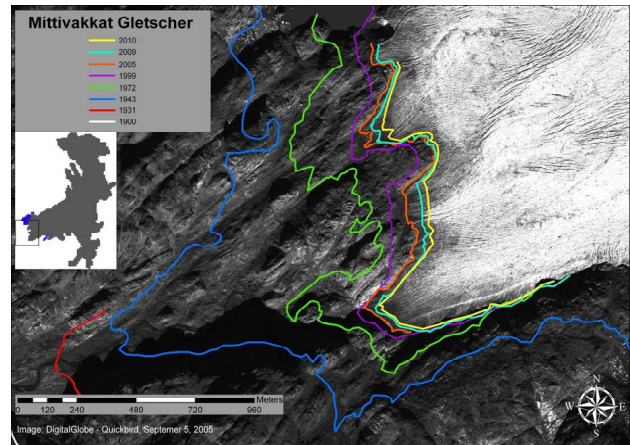 Mittivakkat Gletscher
2010
2009
2005
1999
1972
1943
1931
1900
Meters
0 120 240 480 720 960
Image: DigitalGlobe - Quickbird, Septemer 5, 2005
N
W E
S